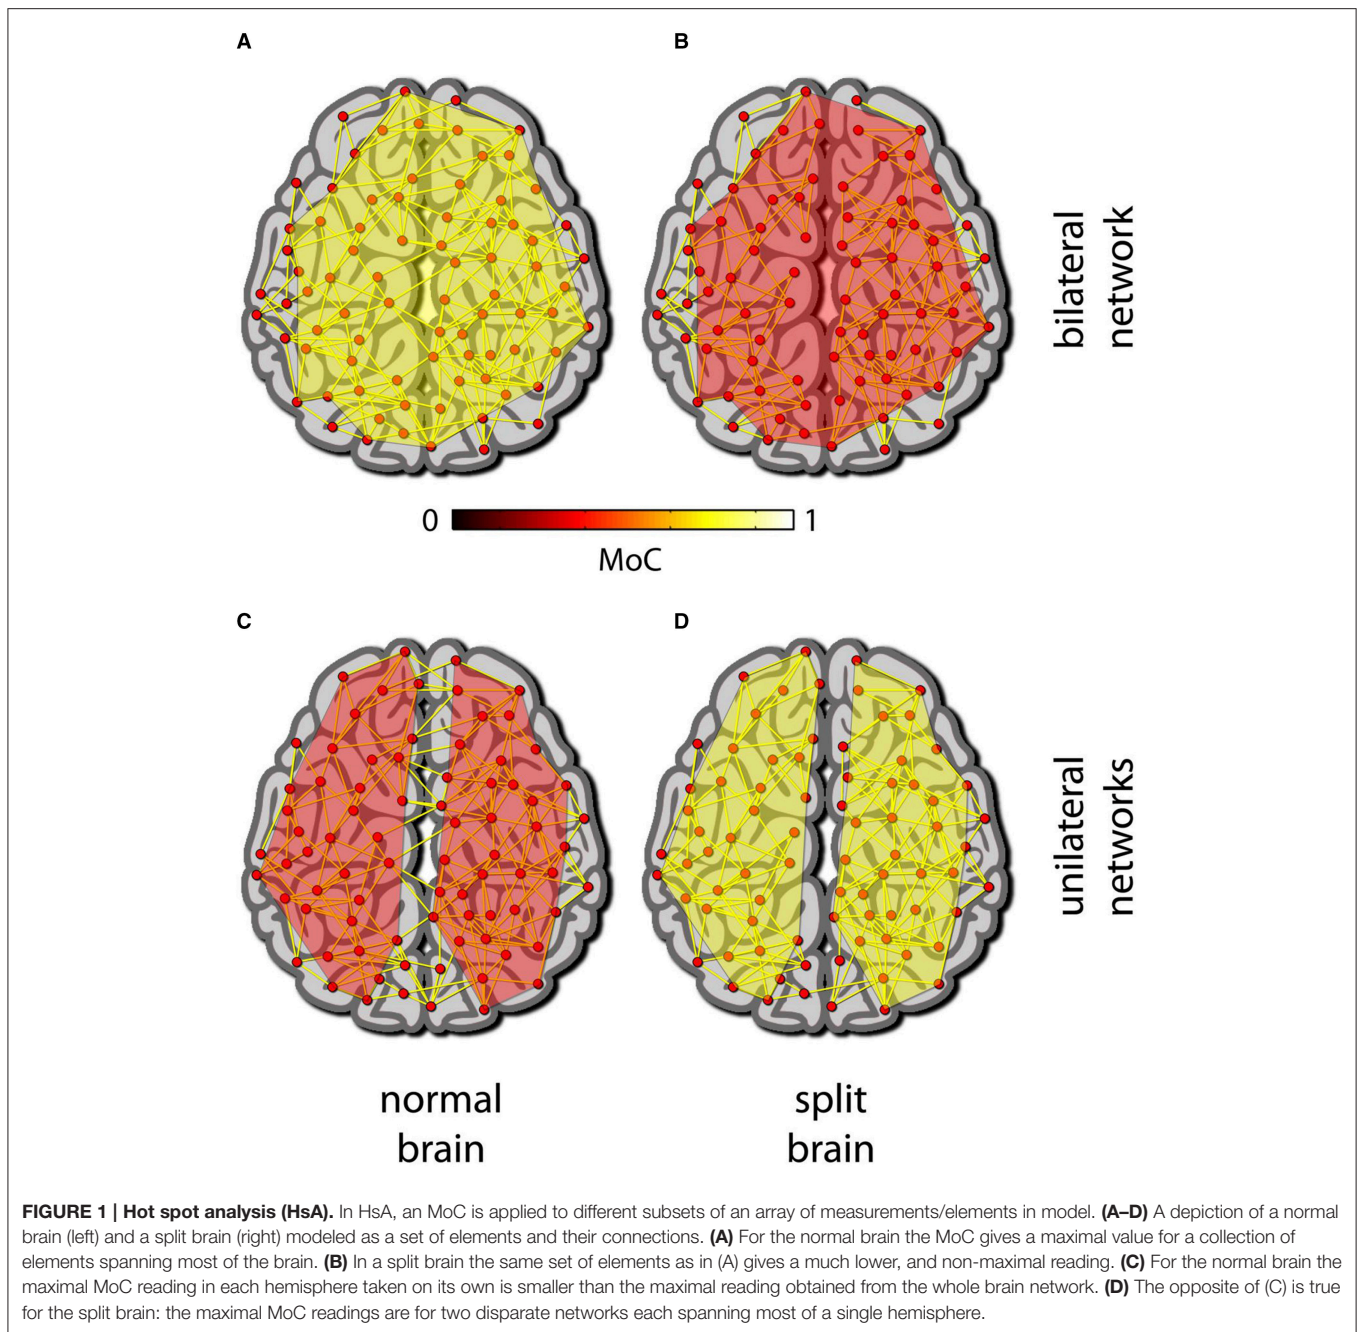 A
B
bilateral
network
0
1
MoC
C
D
unilateral
networks
normal
brain
split
brain
FIGURE 1 | Hot spot analysis (HsA). In HsA, an MoC is applied to different subsets of an array of measurements/elements in model. (A–D) A depiction of a normal
brain (left) and a split brain (right) modeled as a set of elements and their connections. (A) For the normal brain the MoC gives a maximal value for a collection of
elements spanning most of the brain. (B) In a split brain the same set of elements as in (A) gives a much lower, and non-maximal reading. (C) For the normal brain the
maximal MoC reading in each hemisphere taken on its own is smaller than the maximal reading obtained from the whole brain network. (D) The opposite of (C) is true
for the split brain: the maximal MoC readings are for two disparate networks each spanning most of a single hemisphere.